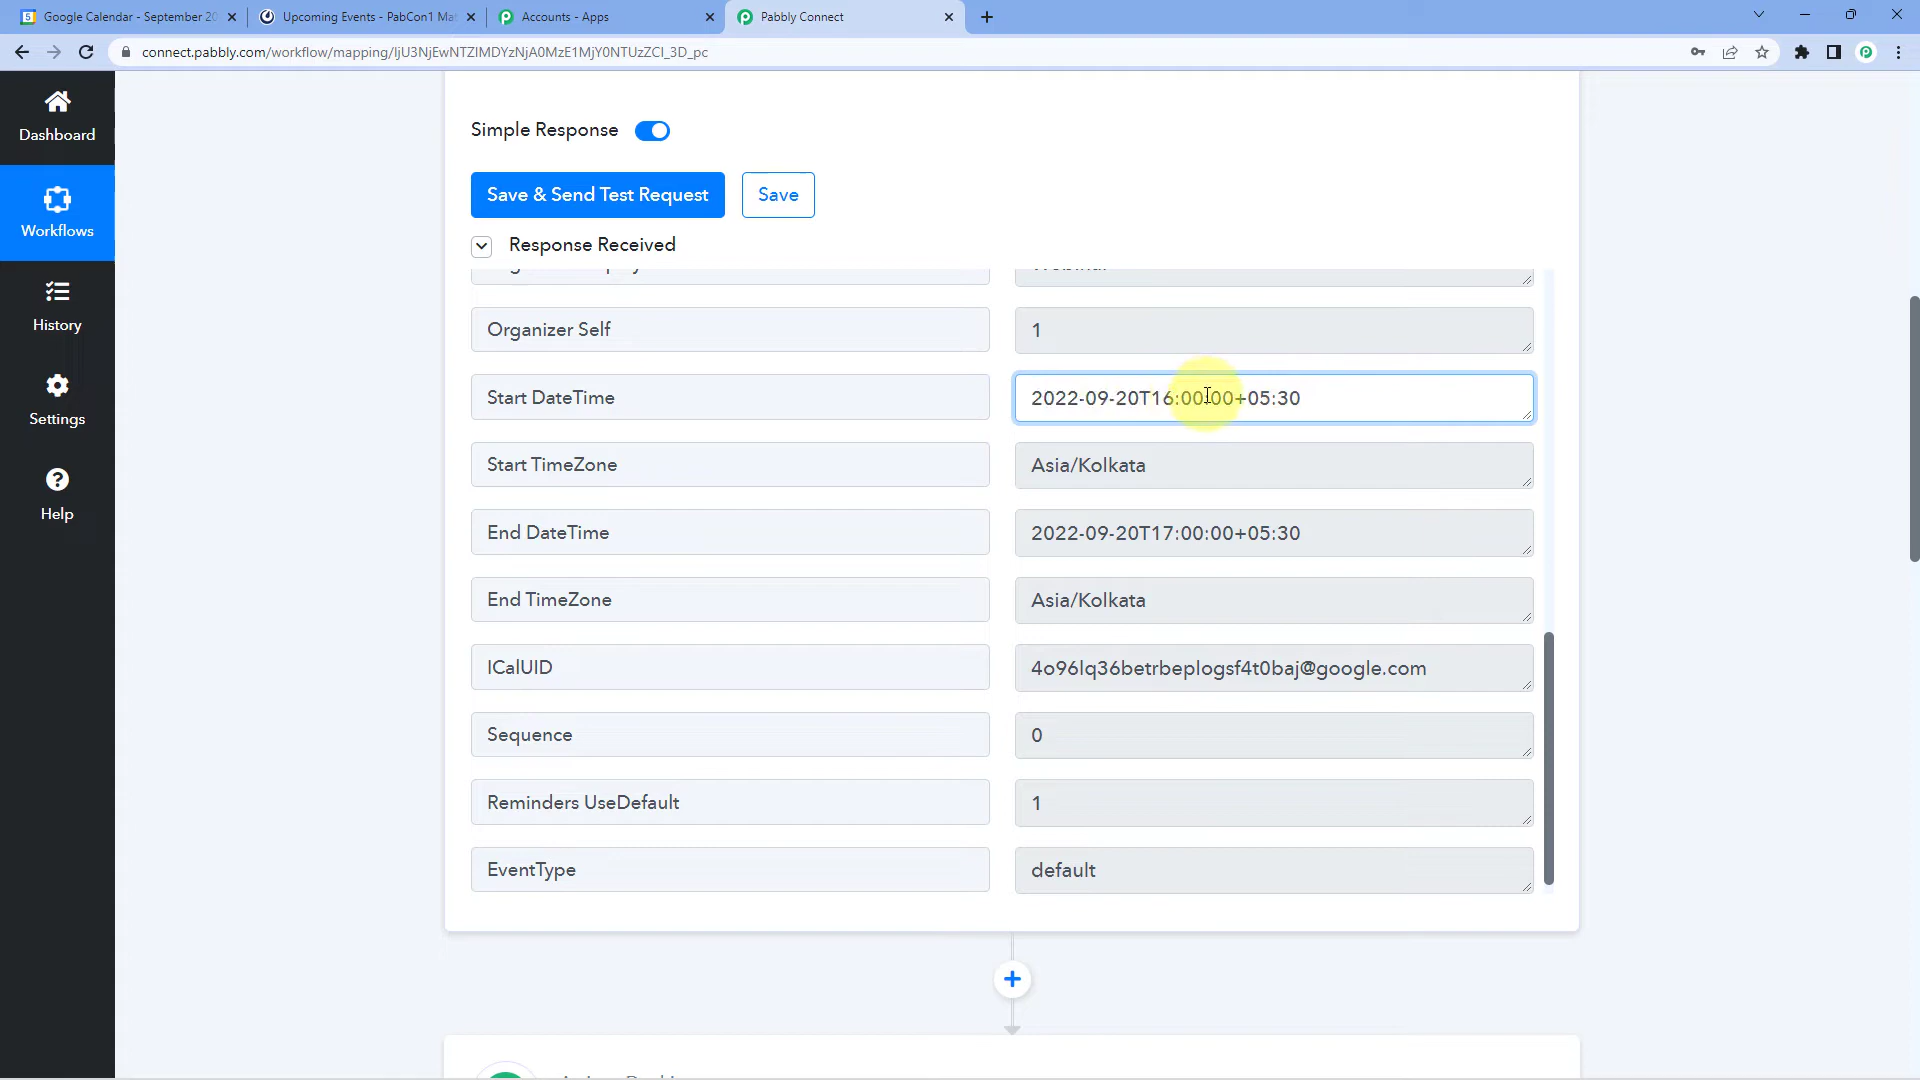 Google Calendar - September 20
Upcoming Events - PabCon1 Mat
Accounts - Apps
Pabbly Connect
connect.pabbly.com/workflow/mapping/IjU3NjEwNTZlMDYzNjA0MzE1MjY0NTUzZCI_3D_pc
Dashboard
Workflows
History
Settings
Help
Simple Response
Save & Send Test Request
Save
Response Received
Organizer Self
1
Start DateTime
2022-09-20T16:00:00+05:30
Start TimeZone
Asia/Kolkata
End DateTime
2022-09-20T17:00:00+05:30
End TimeZone
Asia/Kolkata
ICalUID
4o96lq36betrbeplogsf4t0baj@google.com
Sequence
0
Reminders UseDefault
1
EventType
default